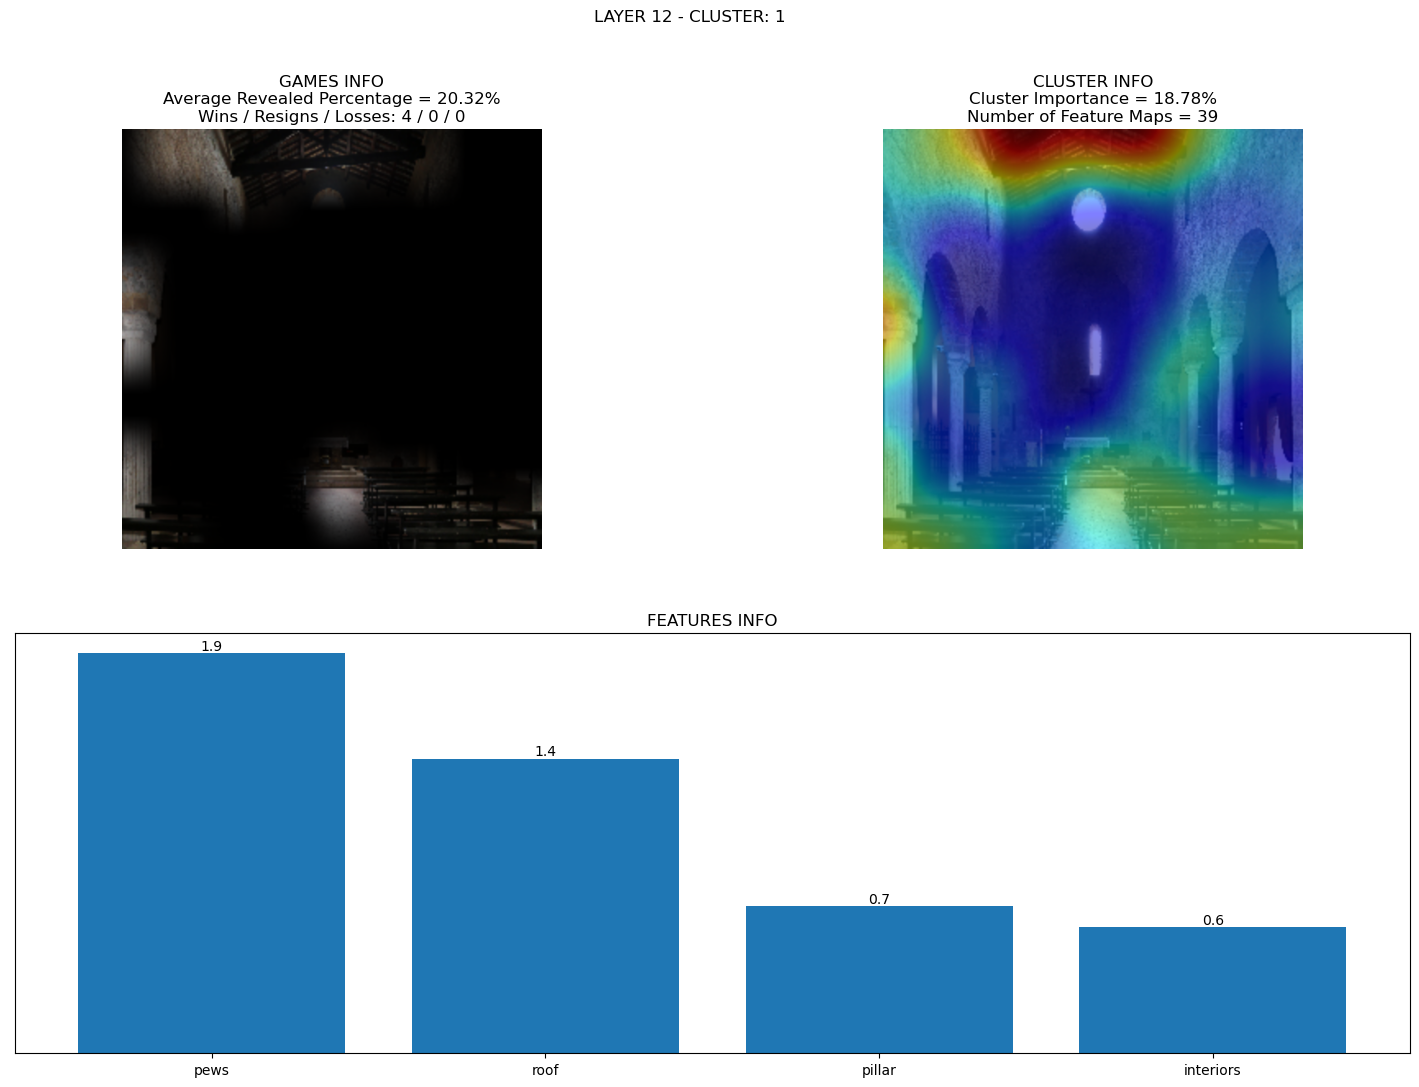 LAYER 12 - CLUSTER: 1
GAMES INFO
Average Revealed Percentage = 20.32%
Wins / Resigns / Losses: 4 / 0 / 0
CLUSTER INFO
Cluster Importance = 18.78%
Number of Feature Maps = 39
FEATURES INFO
1.9
1.4
0.7
0.6
pews
roof
pillar
interiors